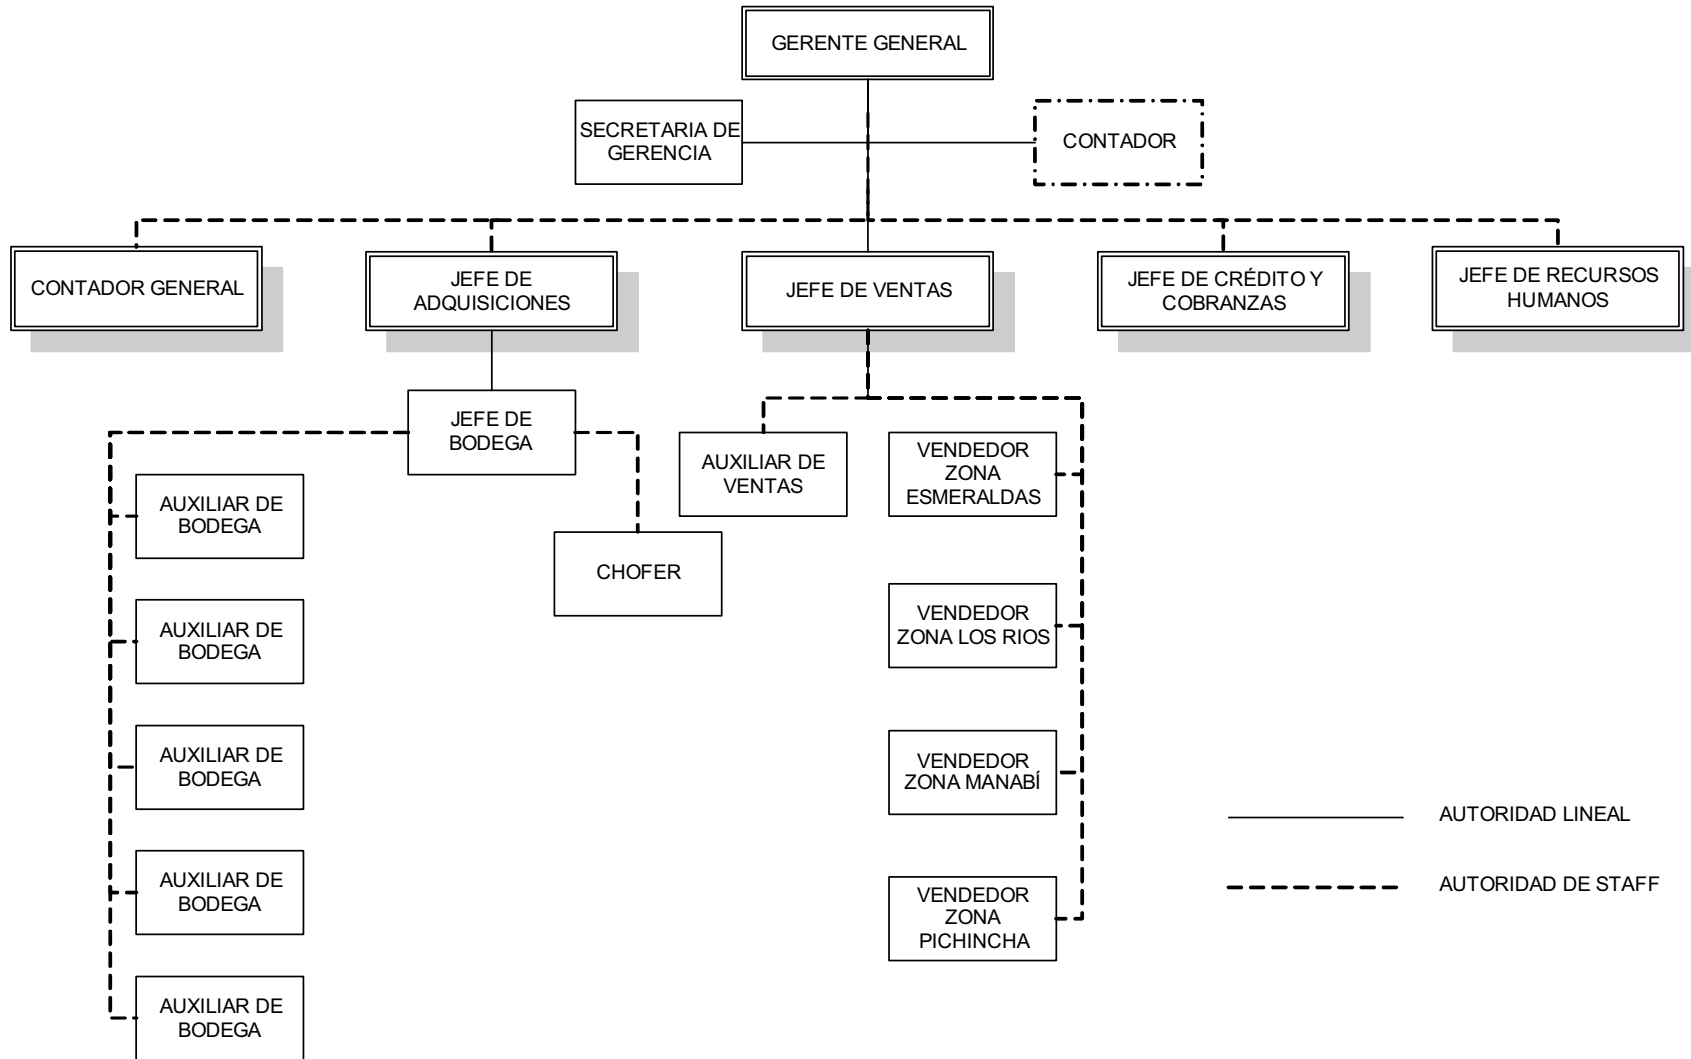 GERENTE GENERAL
SECRETARIA DE
GERENCIA
CONTADOR
CONTADOR GENERAL
JEFE DE
ADQUISICIONES
JEFE DE VENTAS
JEFE DE CRÉDITO Y
COBRANZAS
JEFE DE RECURSOS
HUMANOS
JEFE DE
BODEGA
AUXILIAR DE
BODEGA
AUXILIAR DE
BODEGA
AUXILIAR DE
BODEGA
AUXILIAR DE
BODEGA
AUXILIAR DE
BODEGA
CHOFER
AUXILIAR DE
VENTAS
VENDEDOR
ZONA
ESMERALDAS
VENDEDOR
ZONA LOS RIOS
VENDEDOR
ZONA MANABÍ
VENDEDOR
ZONA
PICHINCHA
AUTORIDAD LINEAL
AUTORIDAD DE STAFF